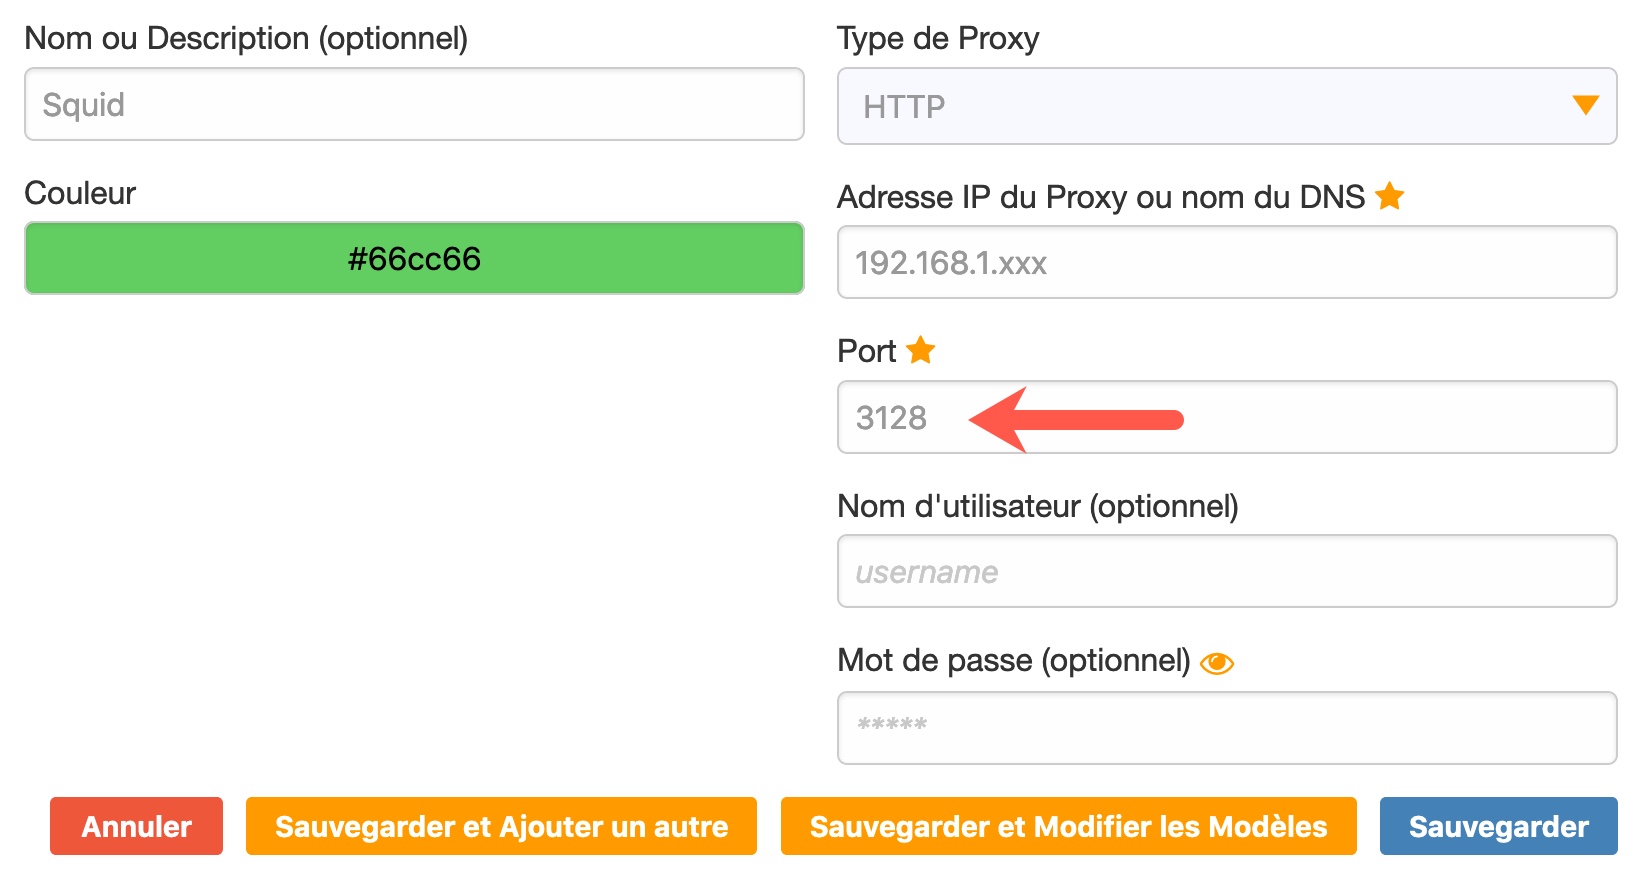 Nom ou Description (optionnel)
Squid
Couleur
#66cc66
Type de Proxy
HTTP
Adresse IP du Proxy ou nom du DNS
192.168.1.xxx
Port
3128
Nom d'utilisateur (optionnel)
username
Mot de passe (optionnel)
*****
Annuler
Sauvegarder et Ajouter un autre
Sauvegarder et Modifier les Modèles
Sauvegarder